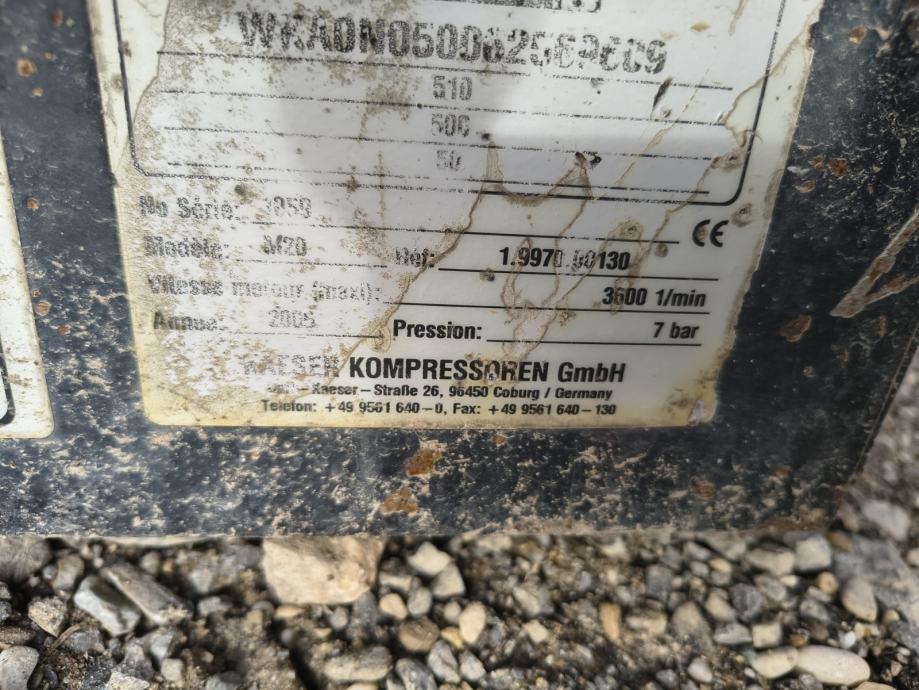 510
50
No Série:
Modèle: M20 Réf: 1.9970.00130
Vitesse moteur (maxi): 3600 1/min
Année: 2005 Pression: 7 bar
KAESER KOMPRESSOREN GmbH
Kaeser – Straße 26, 96450 Coburg / Germany
Telefon: +49 9561 640–0, Fax: +49 9561 640–130